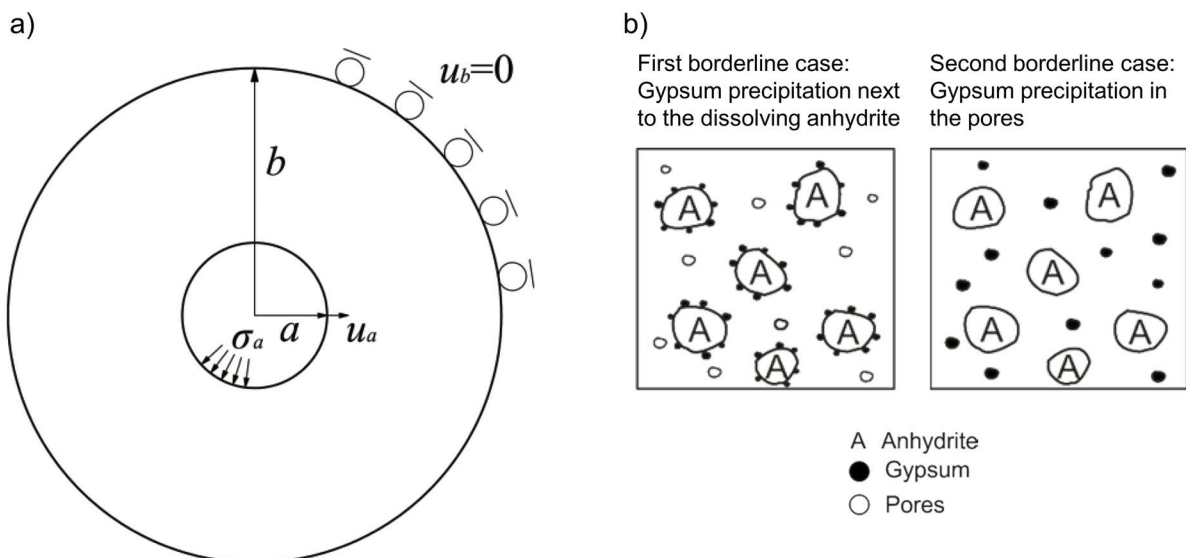 a)
u_b=0
b
σ_a
a
u_a
b)
First borderline case:
Gypsum precipitation next
to the dissolving anhydrite
Second borderline case:
Gypsum precipitation in
the pores
A
A
A
A
A
A
A
A
A
A
A
A
A Anhydrite
Gypsum
Pores